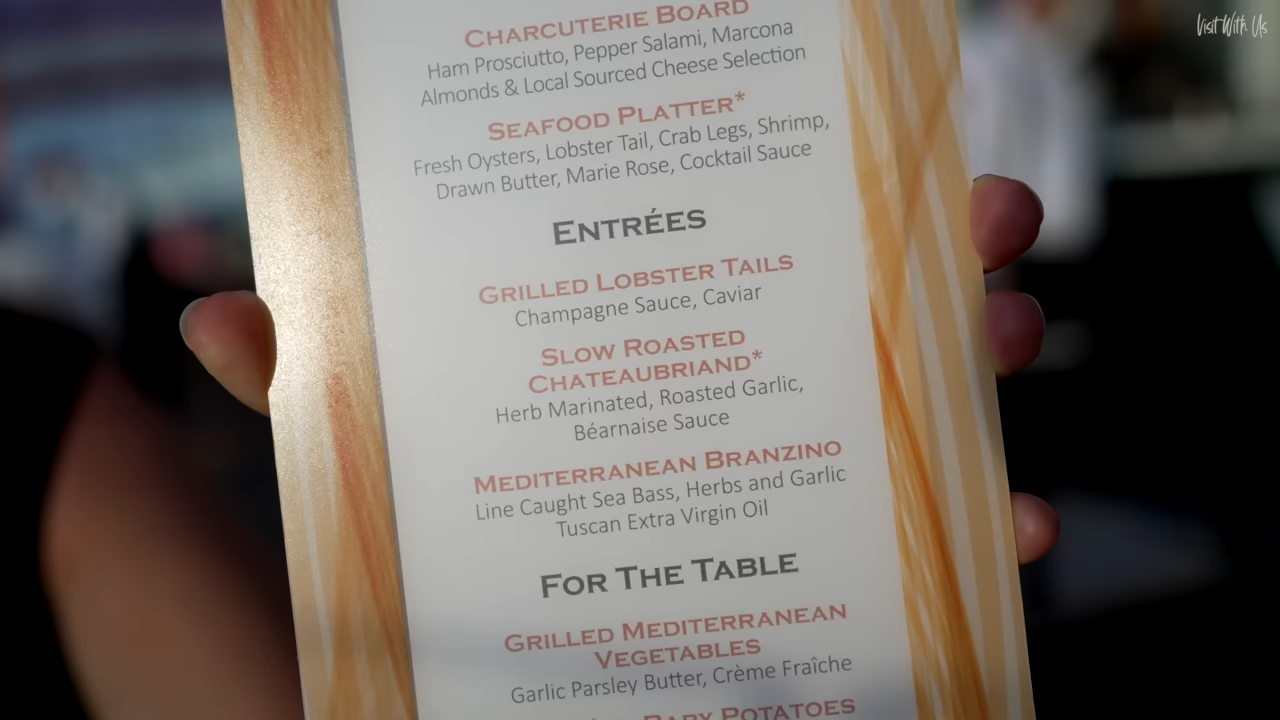 Visit With Us
CHARCUTERIE BOARD
Ham Prosciutto, Pepper Salami, Marcona
Almonds & Local Sourced Cheese Selection
SEAFOOD PLATTER*
Fresh Oysters, Lobster Tail, Crab Legs, Shrimp,
Drawn Butter, Marie Rose, Cocktail Sauce
ENTRÉES
GRILLED LOBSTER TAILS
Champagne Sauce, Caviar
SLOW ROASTED
CHATEAUBRIAND*
Herb Marinated, Roasted Garlic,
Béarnaise Sauce
MEDITERRANEAN BRANZINO
Line Caught Sea Bass, Herbs and Garlic
Tuscan Extra Virgin Oil
FOR THE TABLE
GRILLED MEDITERRANEAN
VEGETABLES
Garlic Parsley Butter, Crème Fraîche
BABY POTATOES